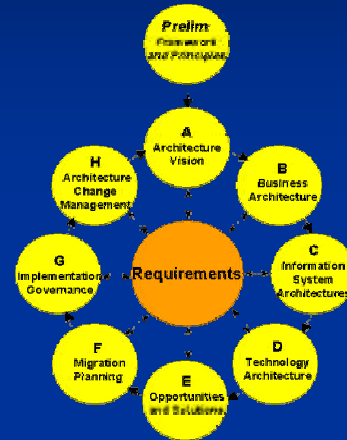 Prelim
Framework
and Principles
A
Architecture
Vision
H
Architecture
Change
Management
B
Business
Architecture
G
Implementation
Governance
Requirements
C
Information
System
Architectures
F
Migration
Planning
D
Technology
Architecture
E
Opportunities
and Solutions